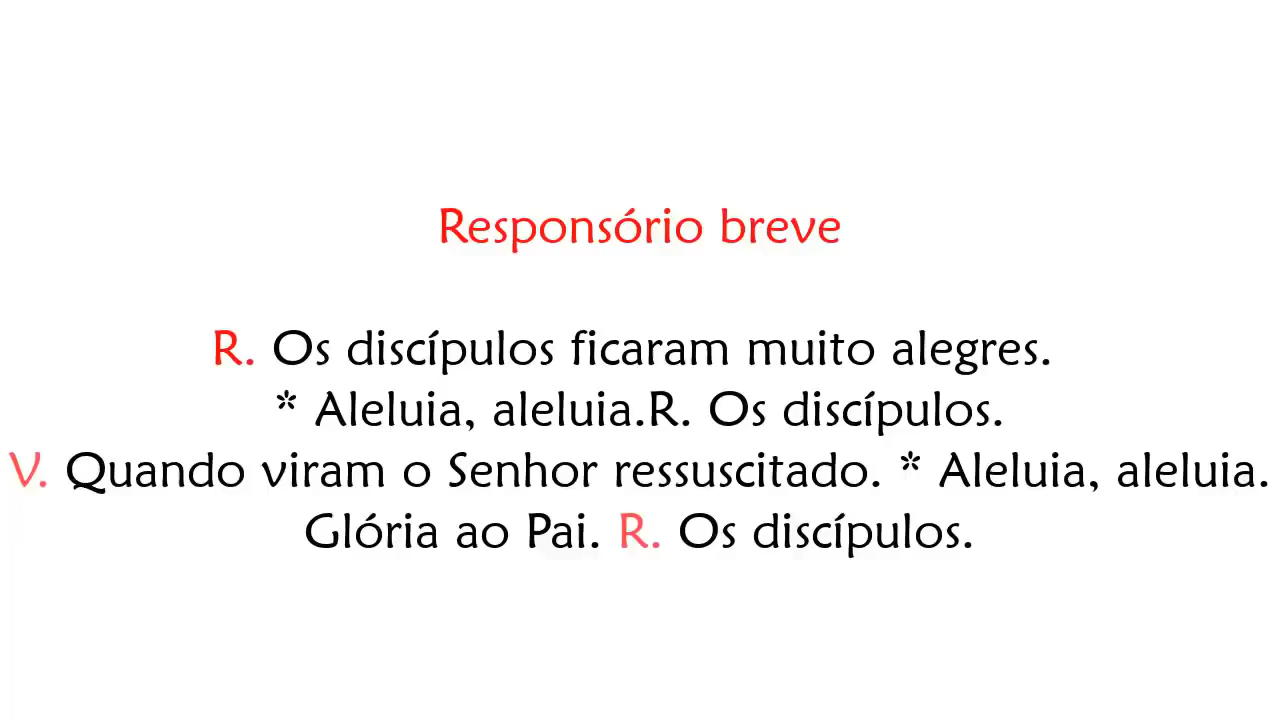 Responsório breve
R. Os discípulos ficaram muito alegres.
* Aleluia, aleluia.R. Os discípulos.
V. Quando viram o Senhor ressuscitado. * Aleluia, aleluia.
Glória ao Pai. R. Os discípulos.